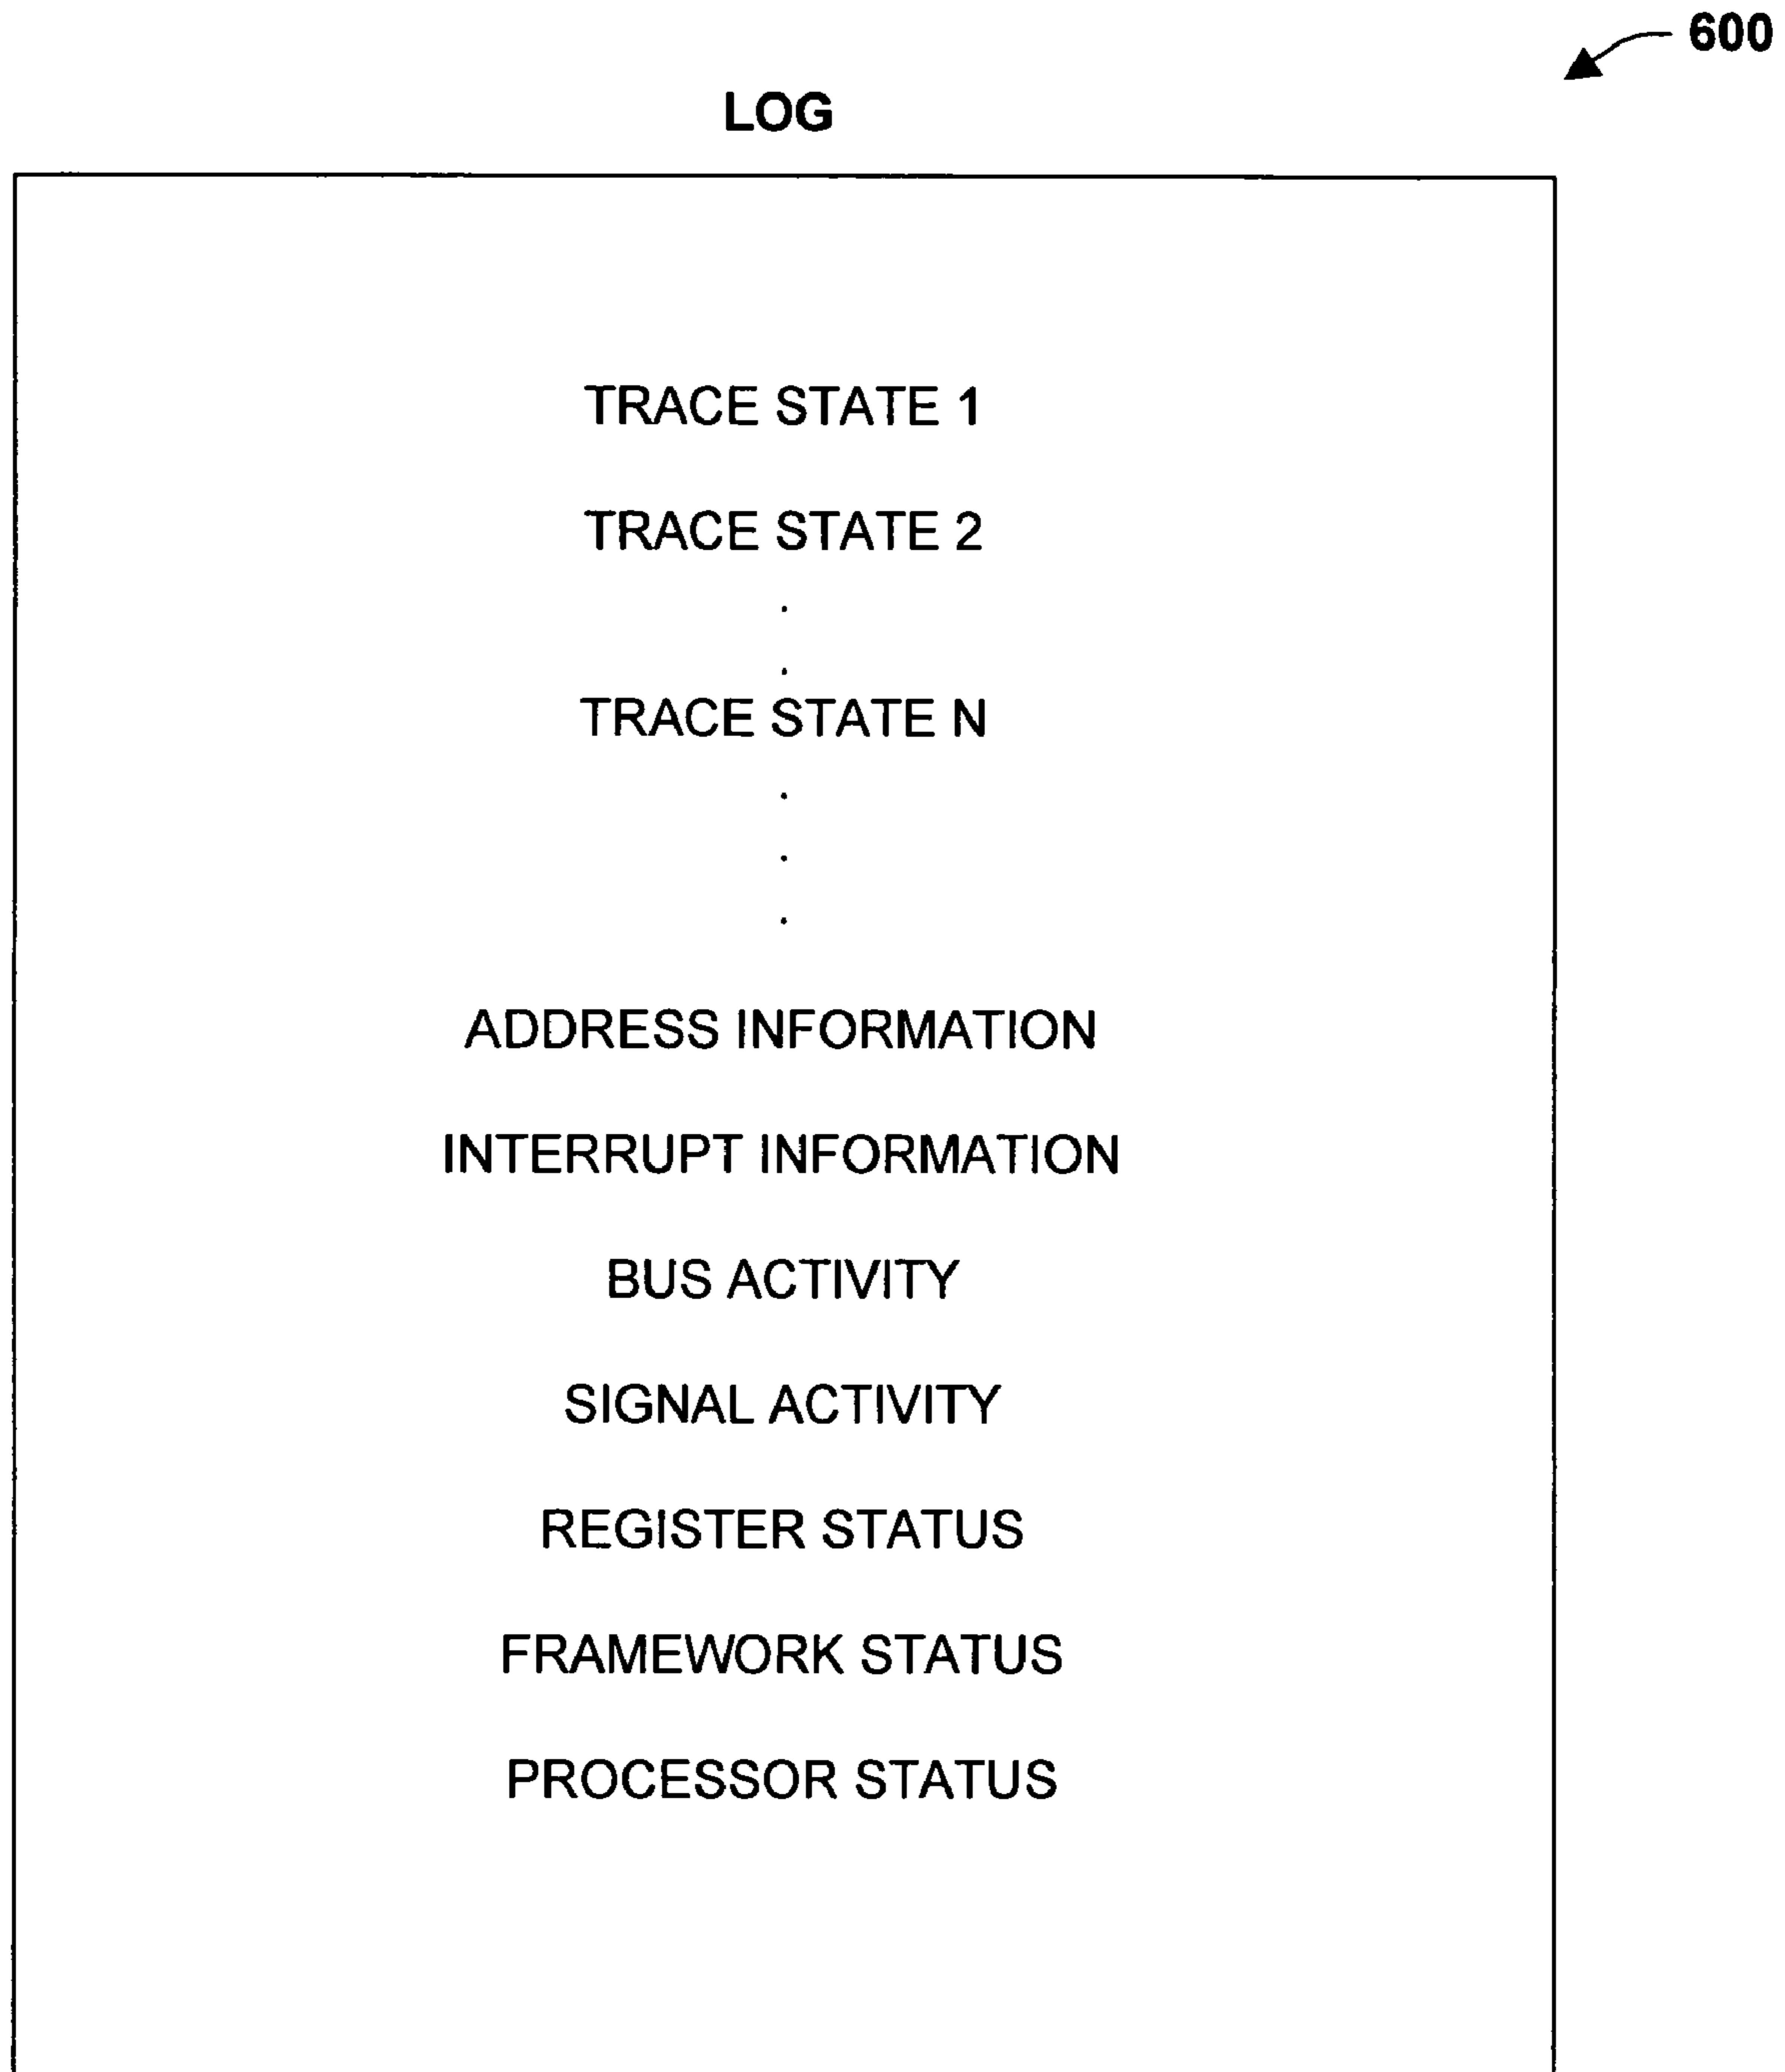 600
LOG
TRACE STATE 1
TRACE STATE 2
.
.
TRACE STATE N
.
.
.
ADDRESS INFORMATION
INTERRUPT INFORMATION
BUS ACTIVITY
SIGNAL ACTIVITY
REGISTER STATUS
FRAMEWORK STATUS
PROCESSOR STATUS